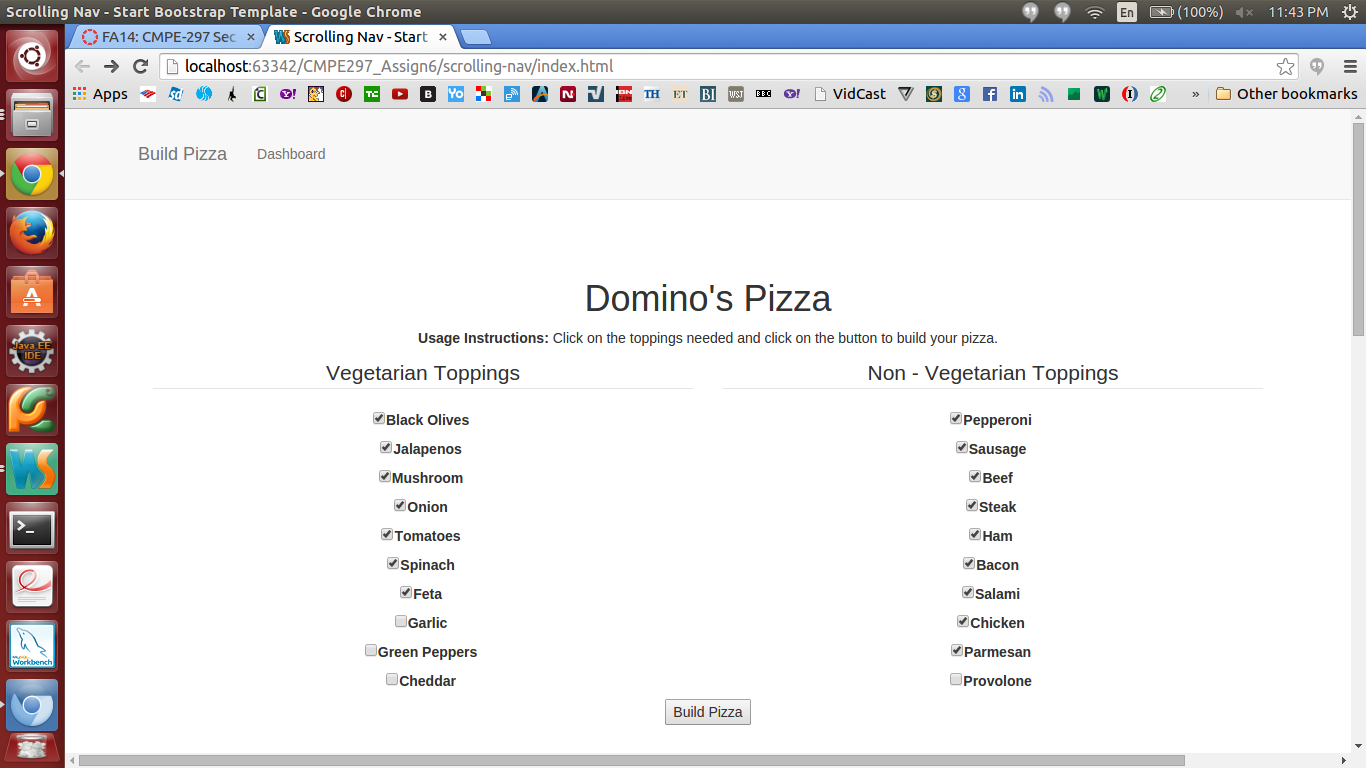 Scrolling Nav - Start Bootstrap Template - Google Chrome
En (100%) 11:43 PM
FA14: CMPE-297 Sec × Scrolling Nav - Start ×
localhost:63342/CMPE297_Assign6/scrolling-nav/index.html
Apps VidCast » Other bookmarks
Build Pizza Dashboard
Domino's Pizza
Usage Instructions: Click on the toppings needed and click on the button to build your pizza.
Vegetarian Toppings
Black Olives
Jalapenos
Mushroom
Onion
Tomatoes
Spinach
Feta
Garlic
Green Peppers
Cheddar
Non - Vegetarian Toppings
Pepperoni
Sausage
Beef
Steak
Ham
Bacon
Salami
Chicken
Parmesan
Provolone
Build Pizza
Java EE
IDE
WS
Workbench